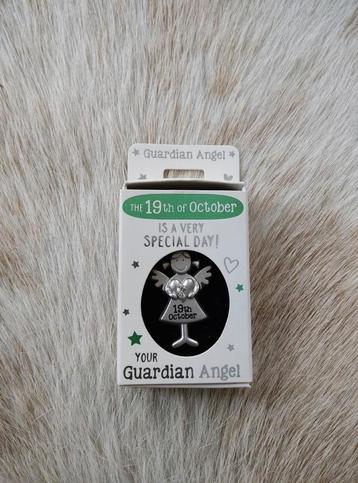 Guardian Angel
THE 19th of October
IS A VERY
SPECIAL DAY!
19th
October
YOUR
Guardian Angel